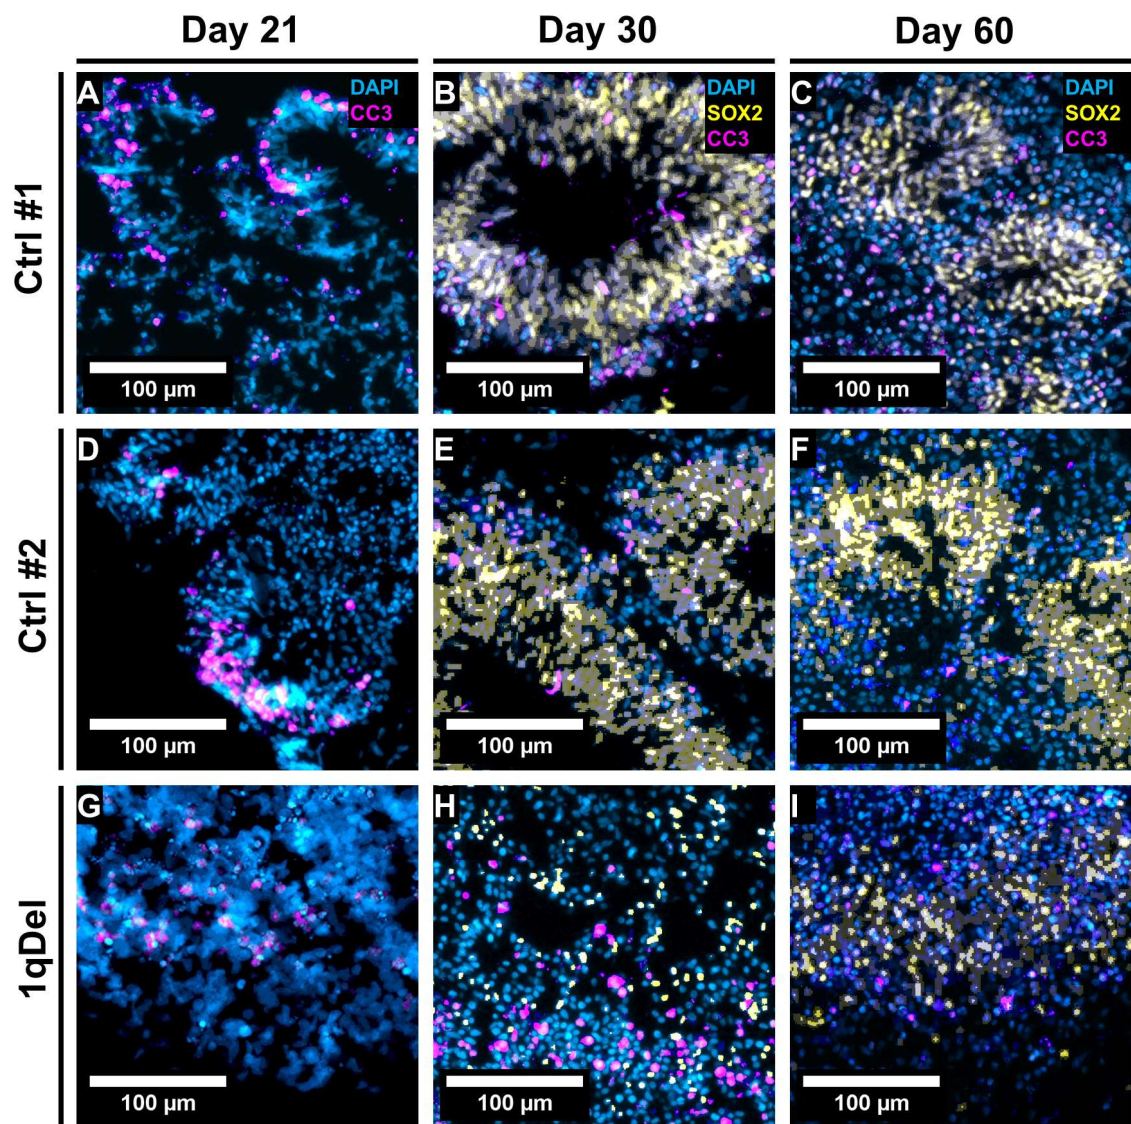 Day 21 Day 30 Day 60
Ctrl #1
A DAPI CC3 100 µm
B DAPI SOX2 CC3 100 µm
C DAPI SOX2 CC3 100 µm
Ctrl #2
D 100 µm
E 100 µm
F 100 µm
1qDel
G 100 µm
H 100 µm
I 100 µm